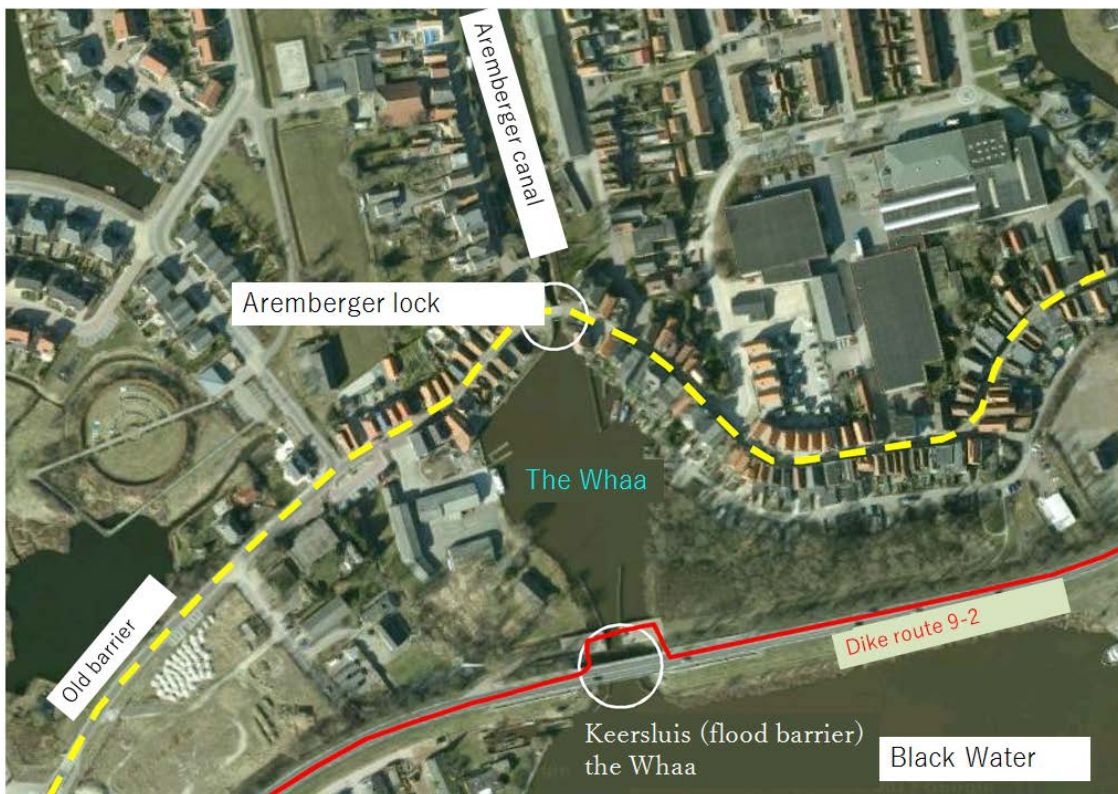 Aremberger canal
Aremberger lock
The Whaa
Old barrier
Dike route 9-2
Keersluis (flood barrier)
the Whaa
Black Water